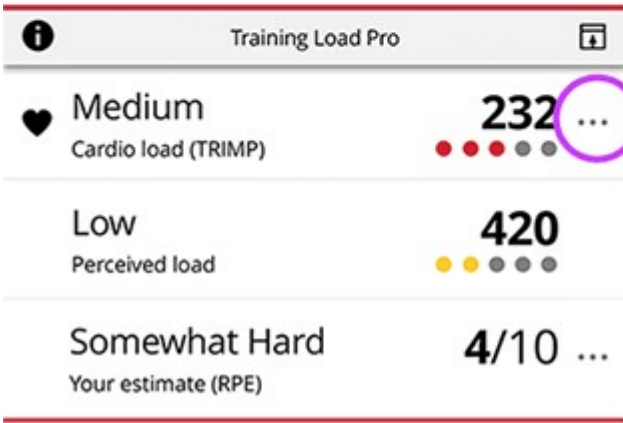 Training Load Pro
Medium
232 ...
Cardio load (TRIMP)
Low
420
Perceived load
Somewhat Hard
4/10 ...
Your estimate (RPE)